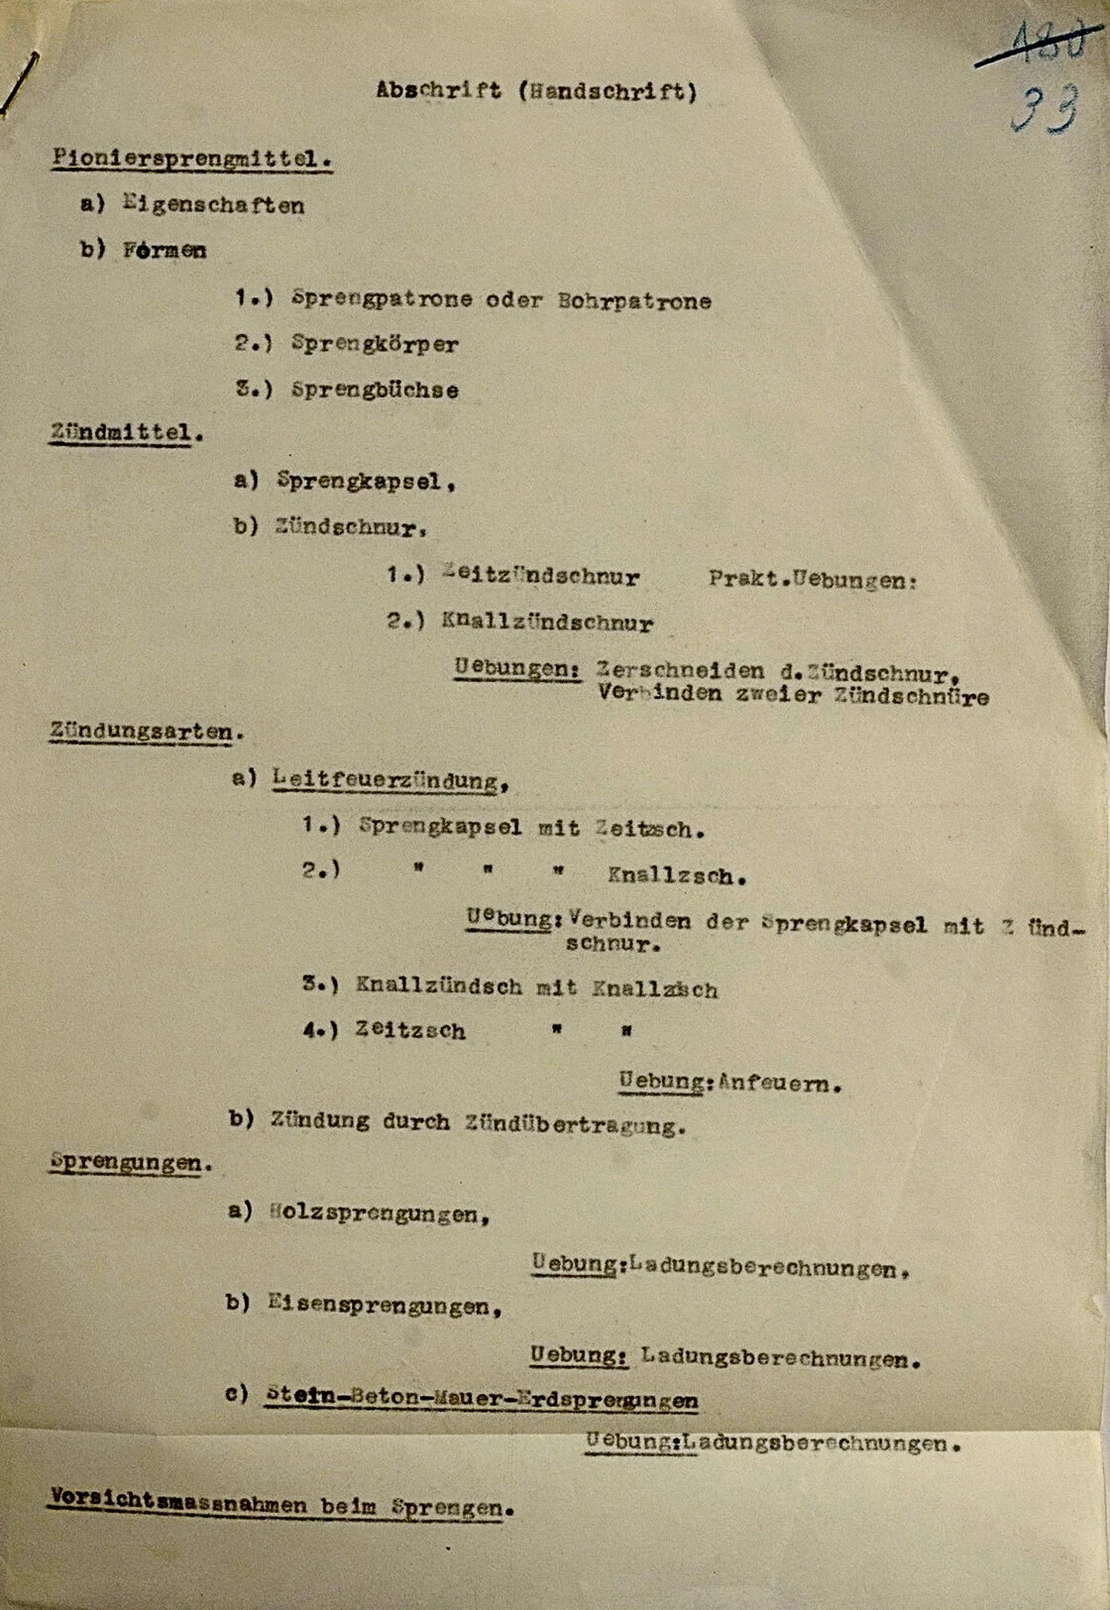 180
33
Abschrift (Handschrift)
Pioniersprengmittel.
a) Eigenschaften
b) Formen
1.) Sprengpatrone oder Bohrpatrone
2.) Sprengkörper
3.) Sprengbüchse
Zündmittel.
a) Sprengkapsel,
b) Zündschnur,
1.) Zeitzündschnur Prakt.Uebungen:
2.) Knallzündschnur
Uebungen: Zerschneiden d.Zündschnur,
Verbinden zweier Zündschnüre
Zündungsarten.
a) Leitfeuerzündung,
1.) Sprengkapsel mit Zeitzsch.
2.) " " " Knallzsch.
Uebung:Verbinden der Sprengkapsel mit Z ünd-
schnur.
3.) Knallzündsch mit Knallzsch
4.) Zeitzsch " "
Uebung:Anfeuern.
b) Zündung durch Zündübertragung.
Sprengungen.
a) Holzsprengungen,
Uebung:Ladungsberechnungen.
b) Eisensprengungen,
Uebung: Ladungsberechnungen.
c) Stein-Beton-Mauer-Erdsprengungen
Uebung:Ladungsberechnungen.
Vorsichtsmassnahmen beim Sprengen.